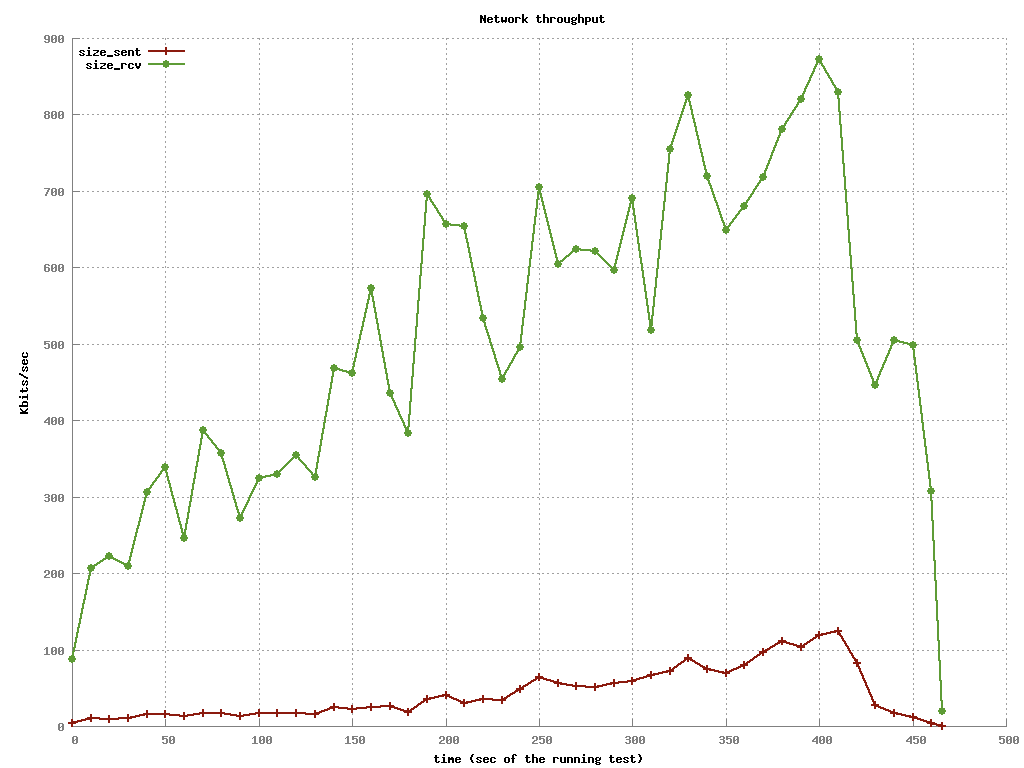 Network throughput
size_sent
size_rcv
900
800
700
600
500
400
300
200
100
0
Kbits/sec
0 50 100 150 200 250 300 350 400 450 500
time (sec of the running test)